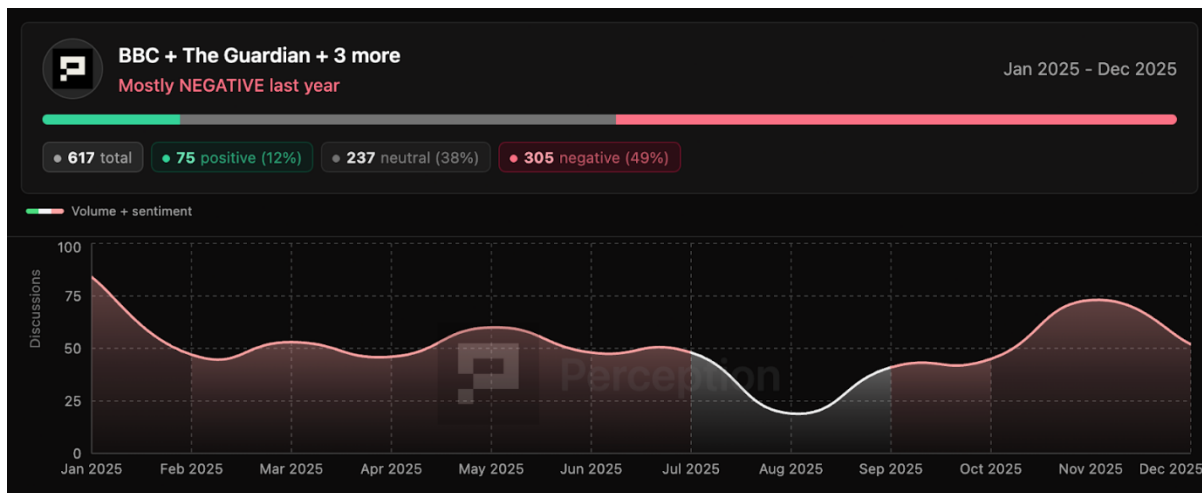 BBC + The Guardian + 3 more
Mostly NEGATIVE last year
Jan 2025 - Dec 2025
617 total
75 positive (12%)
237 neutral (38%)
305 negative (49%)
Volume + sentiment
Discussions
100
75
50
25
0
Perception
Jan 2025
Feb 2025
Mar 2025
Apr 2025
May 2025
Jun 2025
Jul 2025
Aug 2025
Sep 2025
Oct 2025
Nov 2025
Dec 2025